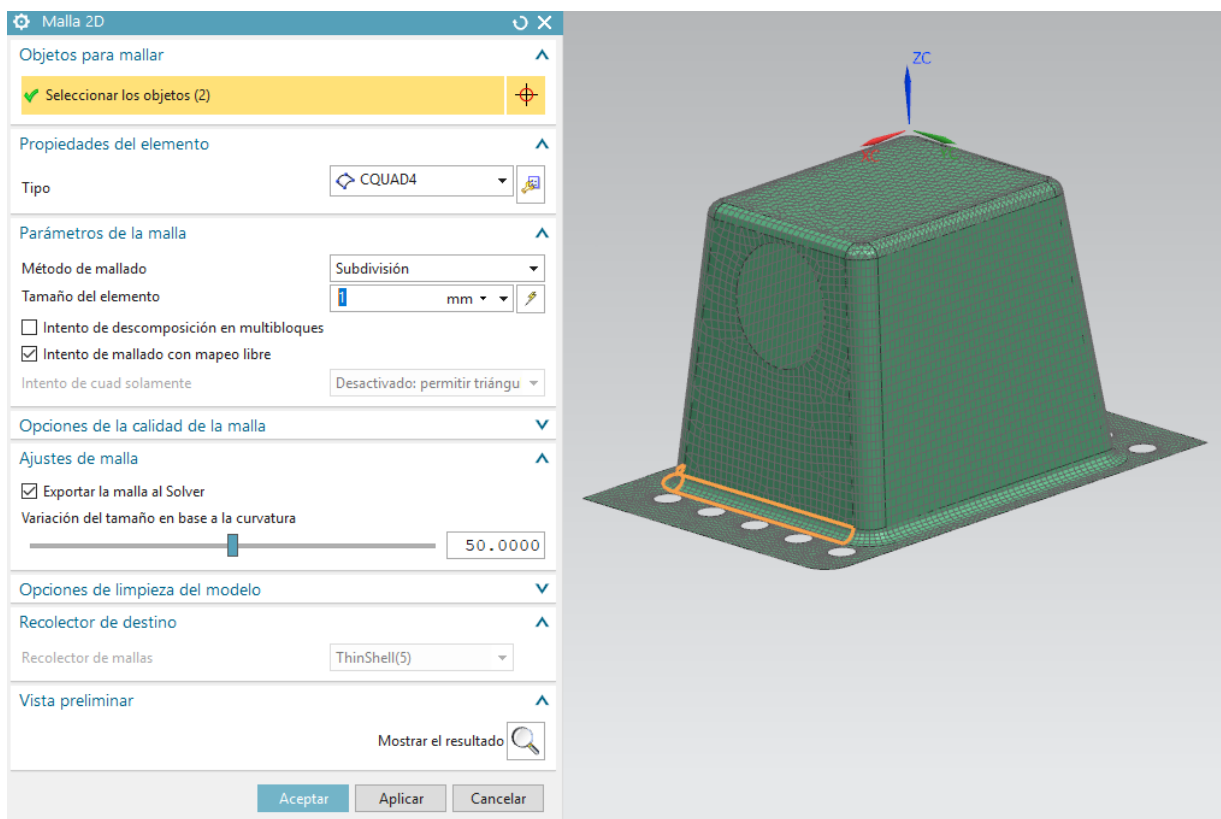 Malla 2D
Objetos para mallar
Seleccionar los objetos (2)
Propiedades del elemento
Tipo CQUAD4
Parámetros de la malla
Método de mallado Subdivisión
Tamaño del elemento 1 mm
Intento de descomposición en multibloques
Intento de mallado con mapeo libre
Intento de cuad solamente Desactivado: permitir triángu
Opciones de la calidad de la malla
Ajustes de malla
Exportar la malla al Solver
Variación del tamaño en base a la curvatura
50.0000
Opciones de limpieza del modelo
Recolector de destino
Recolector de mallas ThinShell(5)
Vista preliminar
Mostrar el resultado
Aceptar Aplicar Cancelar
ZC
XC